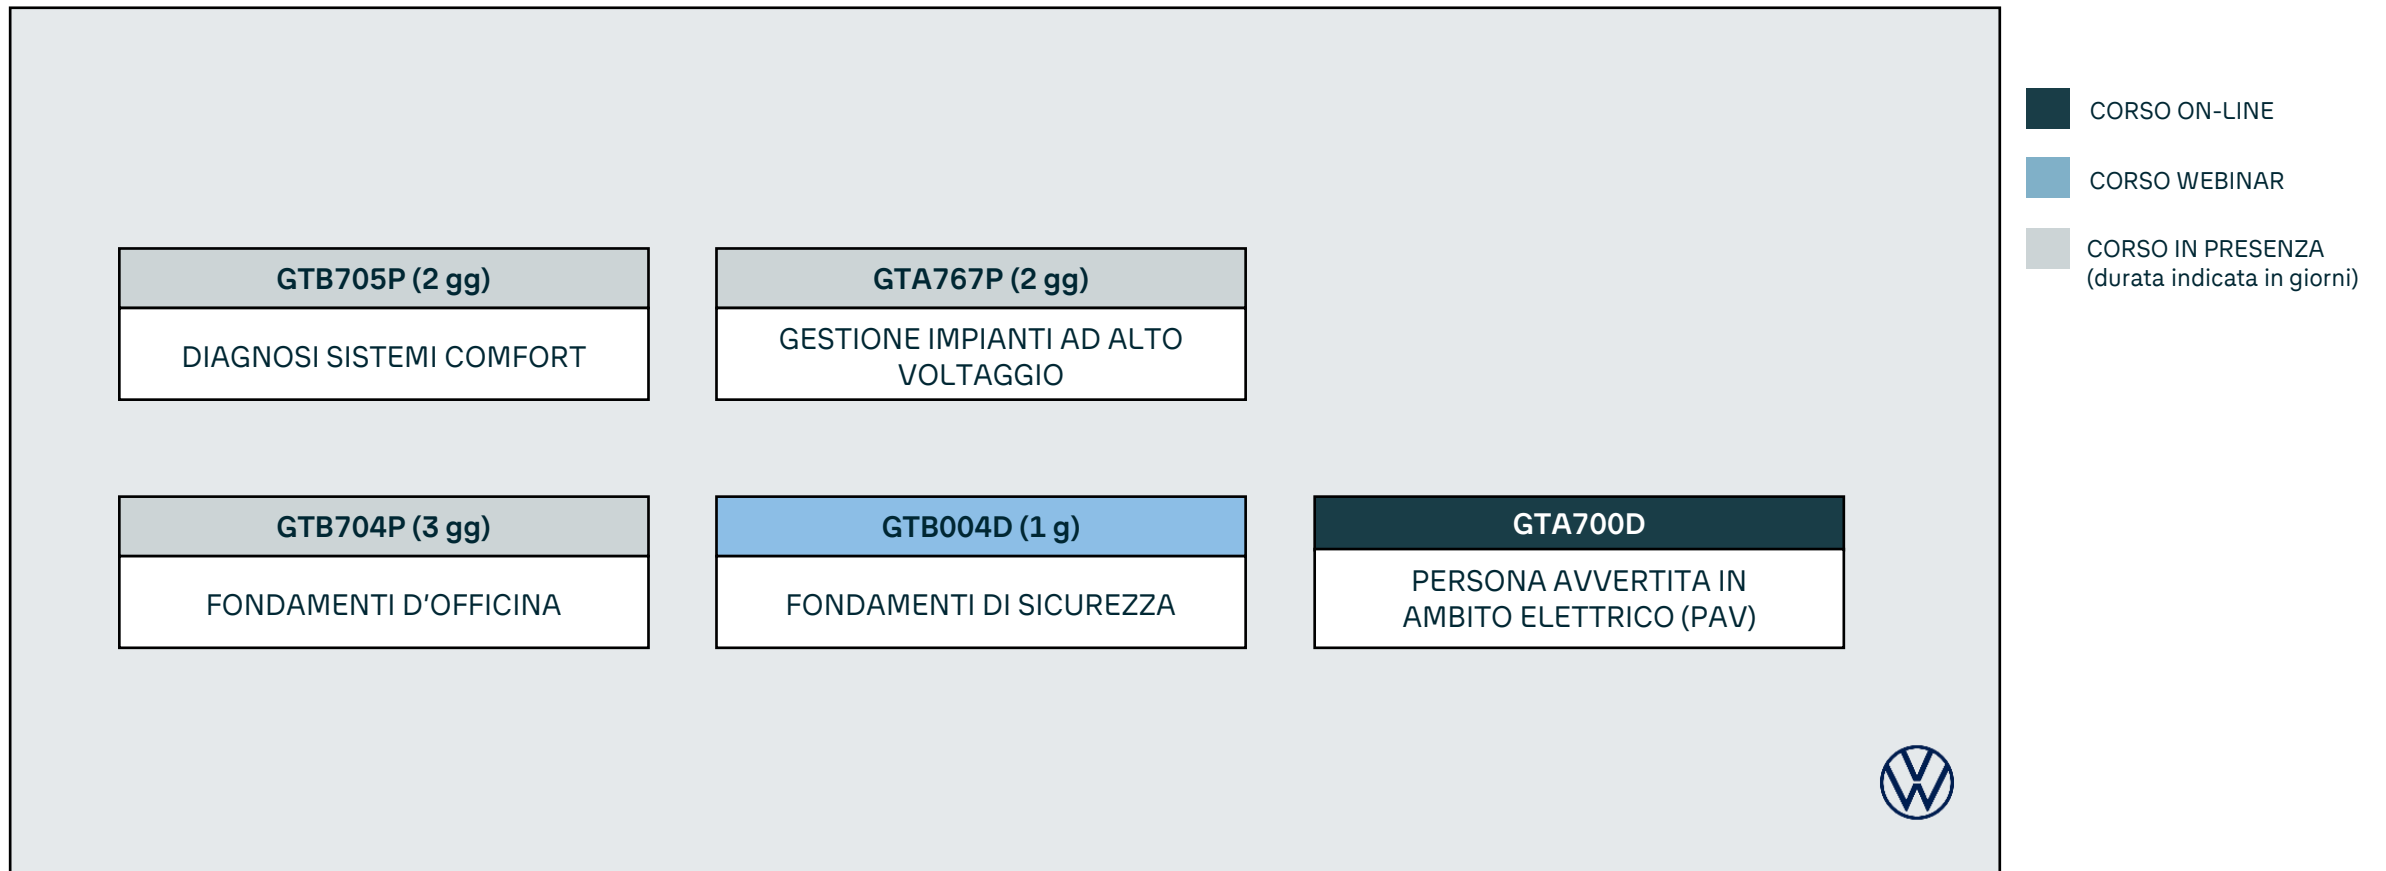 GTB705P (2 gg)
DIAGNOSI SISTEMI COMFORT
GTA767P (2 gg)
GESTIONE IMPIANTI AD ALTO
VOLTAGGIO
GTB704P (3 gg)
FONDAMENTI D'OFFICINA
GTB004D (1 g)
FONDAMENTI DI SICUREZZA
GTA700D
PERSONA AVVERTITA IN
AMBITO ELETTRICO (PAV)
CORSO ON-LINE
CORSO WEBINAR
CORSO IN PRESENZA
(durata indicata in giorni)